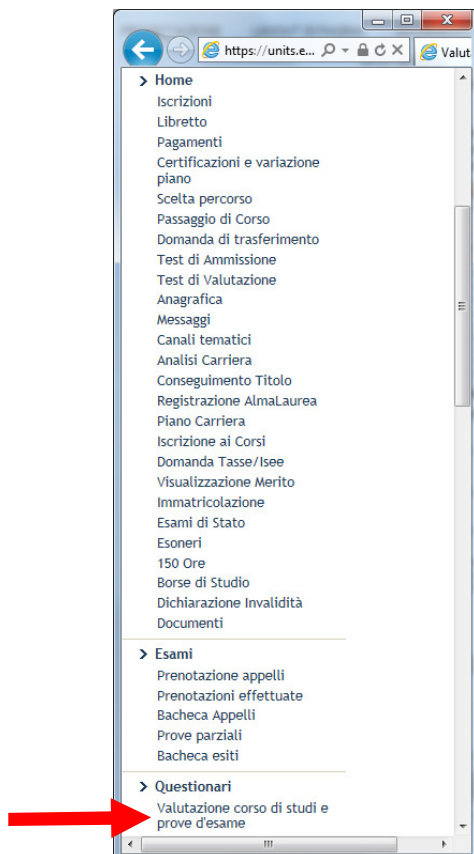 https://units.e...
Valut
Home
Iscrizioni
Libretto
Pagamenti
Certificazioni e variazione
piano
Scelta percorso
Passaggio di Corso
Domanda di trasferimento
Test di Ammissione
Test di Valutazione
Anagrafica
Messaggi
Canali tematici
Analisi Carriera
Conseguimento Titolo
Registrazione AlmaLaurea
Piano Carriera
Iscrizione ai Corsi
Domanda Tasse/Isee
Visualizzazione Merito
Immatricolazione
Esami di Stato
Esoneri
150 Ore
Borse di Studio
Dichiarazione Invalidità
Documenti
Esami
Prenotazione appelli
Prenotazioni effettuate
Bacheca Appelli
Prove parziali
Bacheca esiti
Questionari
Valutazione corso di studi e
prove d'esame